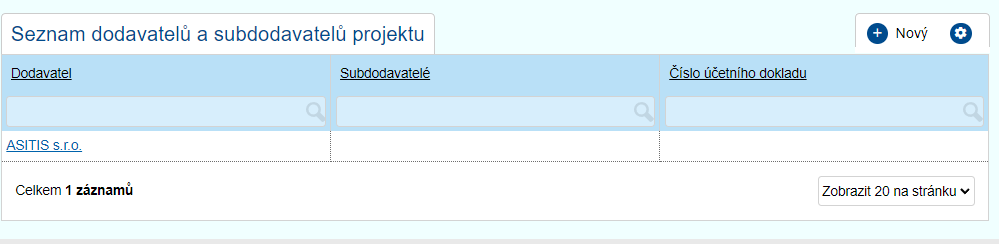 Seznam dodavatelů a subdodavatelů projektu
Nový
Dodavatel Subdodavatelé Číslo účetního dokladu
ASITIS s.r.o.
Celkem 1 záznamů Zobrazit 20 na stránku